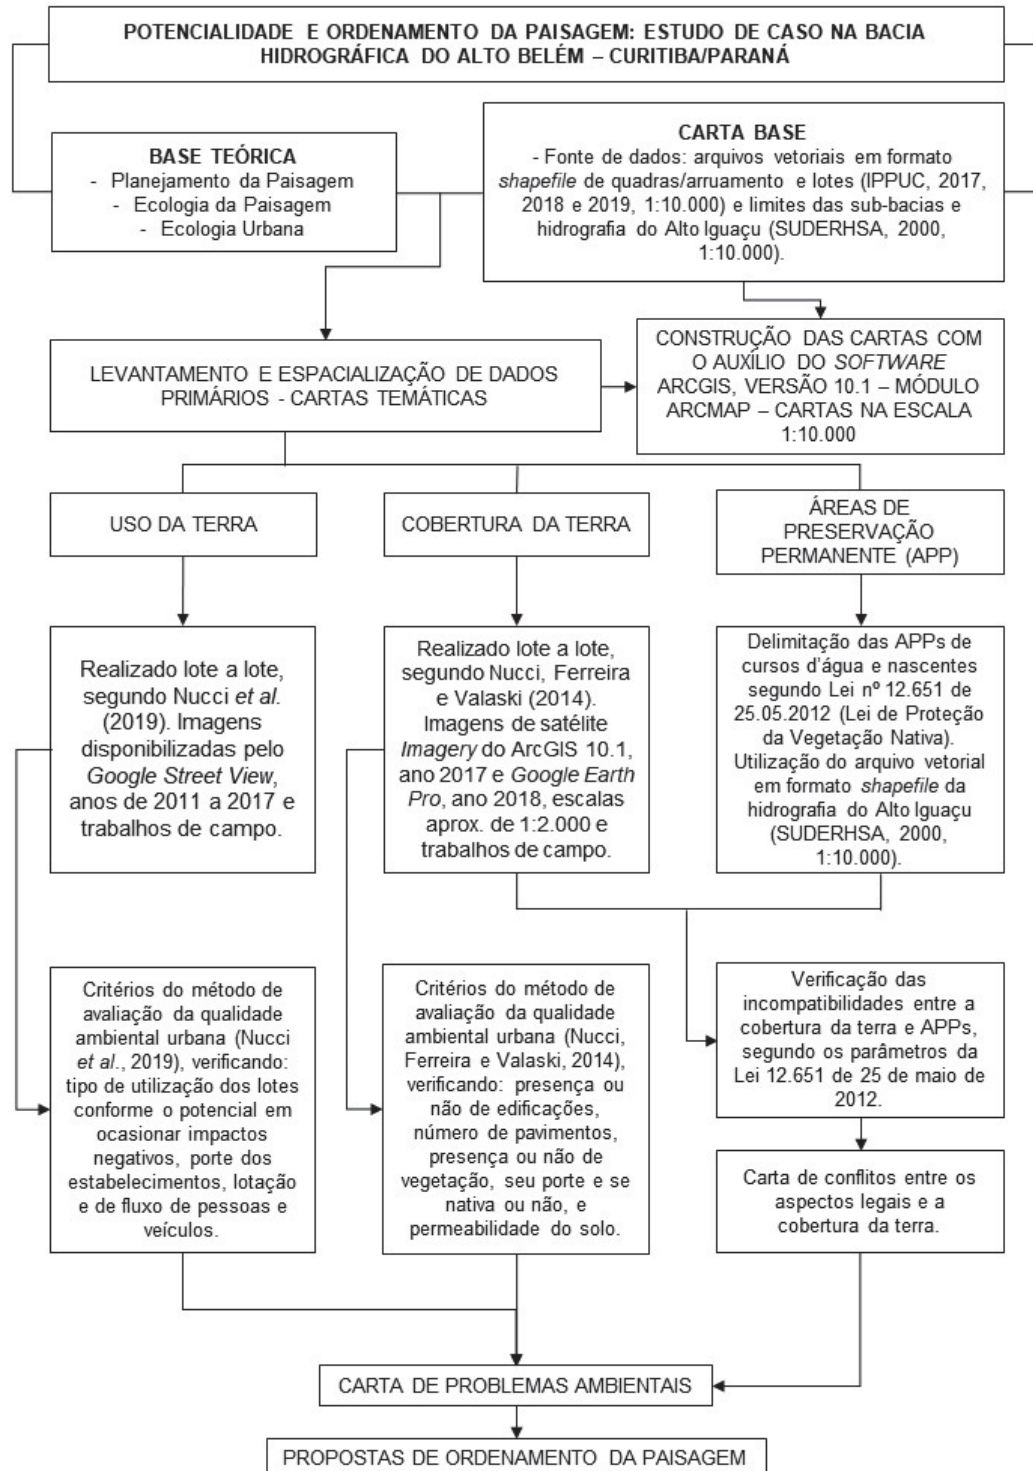 POTENCIALIDADE E ORDENAMENTO DA PAISAGEM: ESTUDO DE CASO NA BACIA
HIDROGRÁFICA DO ALTO BELÉM – CURITIBA/PARANÁ
BASE TEÓRICA
- Planejamento da Paisagem
- Ecologia da Paisagem
- Ecologia Urbana
CARTA BASE
- Fonte de dados: arquivos vetoriais em formato
shapefile de quadras/arruamento e lotes (IPPUC, 2017,
2018 e 2019, 1:10.000) e limites das sub-bacias e
hidrografia do Alto Iguaçu (SUDERHSA, 2000,
1:10.000).
LEVANTAMENTO E ESPACIALIZAÇÃO DE DADOS
PRIMÁRIOS - CARTAS TEMÁTICAS
CONSTRUÇÃO DAS CARTAS COM
O AUXÍLIO DO SOFTWARE
ARCGIS, VERSÃO 10.1 – MÓDULO
ARCMAP – CARTAS NA ESCALA
1:10.000
USO DA TERRA
COBERTURA DA TERRA
ÁREAS DE
PRESERVAÇÃO
PERMANENTE (APP)
Realizado lote a lote,
segundo Nucci et al.
(2019). Imagens
disponibilizadas pelo
Google Street View,
anos de 2011 a 2017 e
trabalhos de campo.
Realizado lote a lote,
segundo Nucci, Ferreira
e Valaski (2014).
Imagens de satélite
Imagery do ArcGIS 10.1,
ano 2017 e Google Earth
Pro, ano 2018, escalas
aprox. de 1:2.000 e
trabalhos de campo.
Delimitação das APPs de
cursos d'água e nascentes
segundo Lei nº 12.651 de
25.05.2012 (Lei de Proteção
da Vegetação Nativa).
Utilização do arquivo vetorial
em formato shapefile da
hidrografia do Alto Iguaçu
(SUDERHSA, 2000,
1:10.000).
Critérios do método de
avaliação da qualidade
ambiental urbana (Nucci
et al., 2019), verificando:
tipo de utilização dos lotes
conforme o potencial em
ocasionar impactos
negativos, porte dos
estabelecimentos, lotação
e de fluxo de pessoas e
veículos.
Critérios do método de
avaliação da qualidade
ambiental urbana (Nucci,
Ferreira e Valaski, 2014),
verificando: presença ou
não de edificações,
número de pavimentos,
presença ou não de
vegetação, seu porte e se
nativa ou não, e
permeabilidade do solo.
Verificação das
incompatibilidades entre a
cobertura da terra e APPs,
segundo os parâmetros da
Lei 12.651 de 25 de maio de
2012.
Carta de conflitos entre os
aspectos legais e a
cobertura da terra.
CARTA DE PROBLEMAS AMBIENTAIS
PROPOSTAS DE ORDENAMENTO DA PAISAGEM